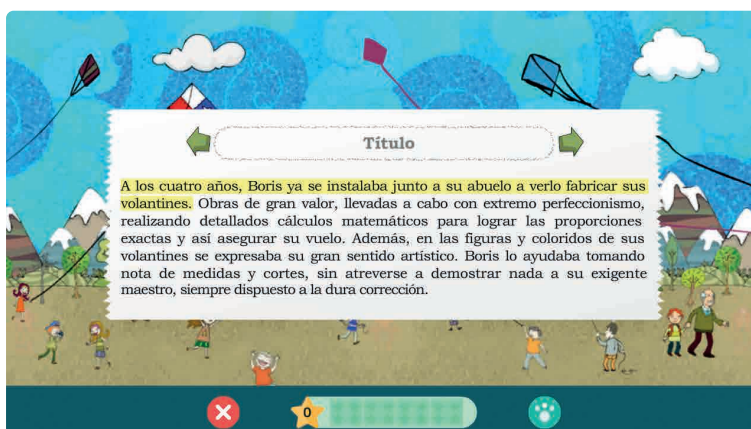 Título
A los cuatro años, Boris ya se instalaba junto a su abuelo a verlo fabricar sus
volantines. Obras de gran valor, llevadas a cabo con extremo perfeccionismo,
realizando detallados cálculos matemáticos para lograr las proporciones
exactas y así asegurar su vuelo. Además, en las figuras y coloridos de sus
volantines se expresaba su gran sentido artístico. Boris lo ayudaba tomando
nota de medidas y cortes, sin atreverse a demostrar nada a su exigente
maestro, siempre dispuesto a la dura corrección.
0